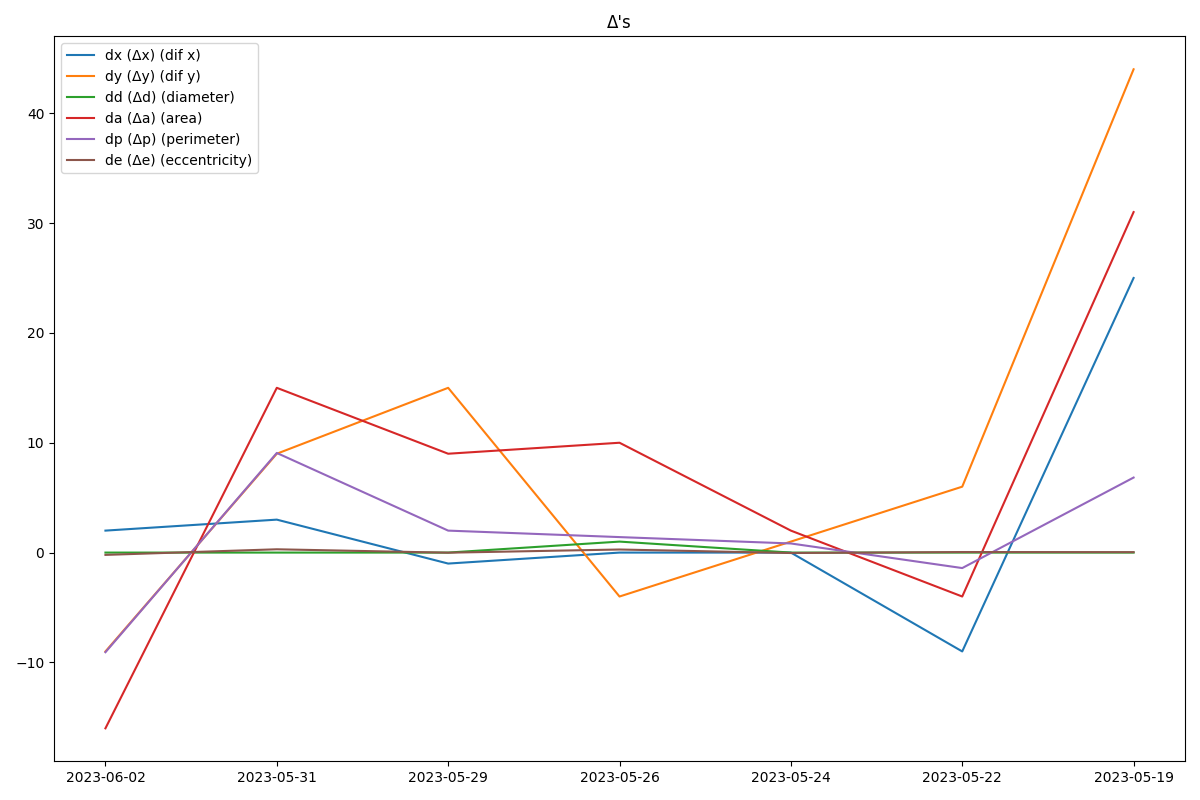 Δ's
dx (Δx) (dif x)
dy (Δy) (dif y)
dd (Δd) (diameter)
da (Δa) (area)
dp (Δp) (perimeter)
de (Δe) (eccentricity)
40
30
20
10
0
−10
2023-06-02 2023-05-31 2023-05-29 2023-05-26 2023-05-24 2023-05-22 2023-05-19